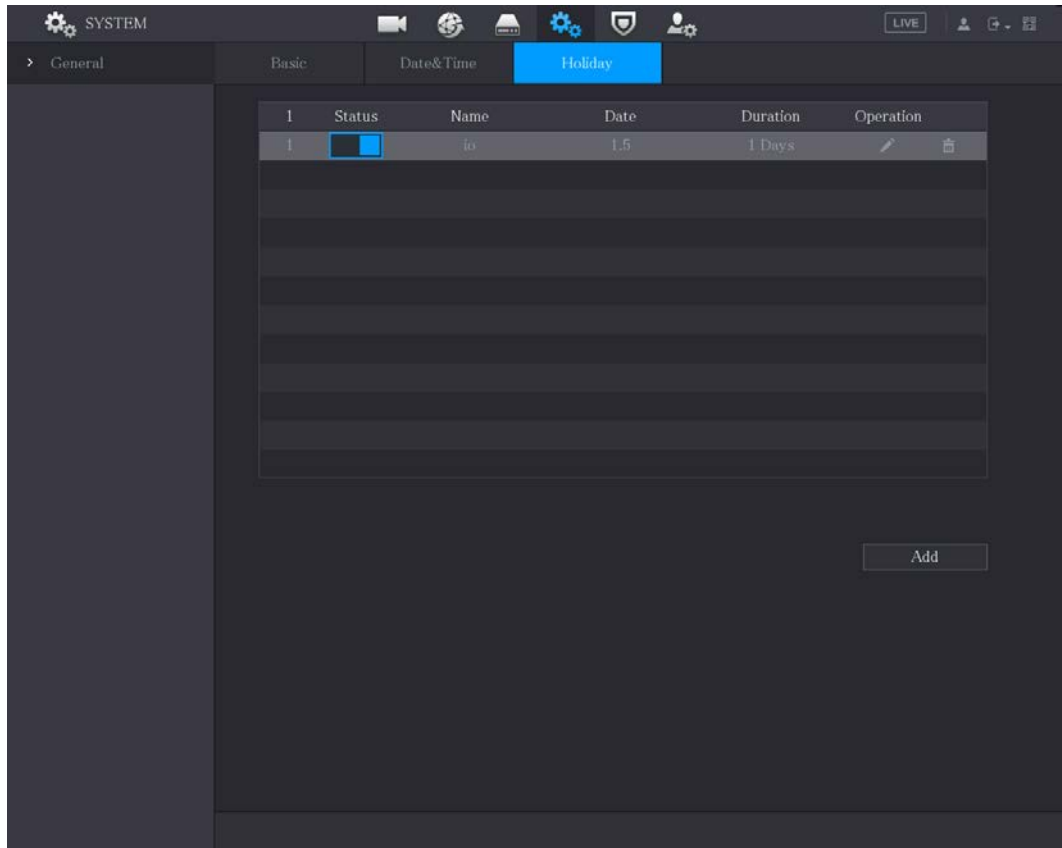 SYSTEM LIVE
General Basic Date&Time Holiday
1 Status Name Date Duration Operation
1 io 1.5 1 Days
Add